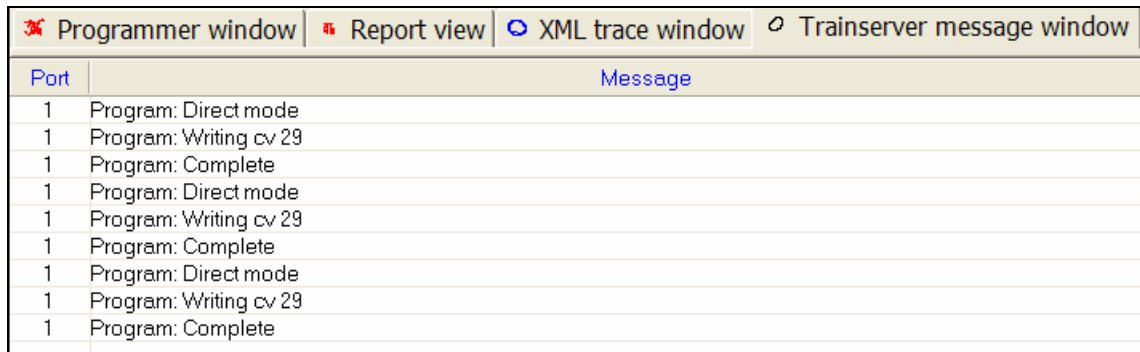 Programmer window Report view XML trace window Trainserver message window
Port Message
1 Program: Direct mode
1 Program: Writing cv 29
1 Program: Complete
1 Program: Direct mode
1 Program: Writing cv 29
1 Program: Complete
1 Program: Direct mode
1 Program: Writing cv 29
1 Program: Complete